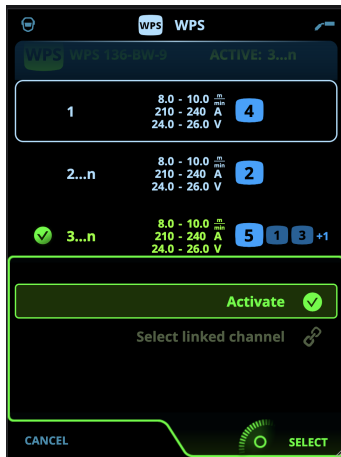 WPS WPS
WPS WPS 136-BW-9 ACTIVE: 3...n
1 8.0 - 10.0 m/min 4
210 - 240 A
24.0 - 26.0 V
2...n 8.0 - 10.0 m/min 2
210 - 240 A
24.0 - 26.0 V
3...n 8.0 - 10.0 m/min 5 1 3 +1
210 - 240 A
24.0 - 26.0 V
Activate
Select linked channel
CANCEL SELECT